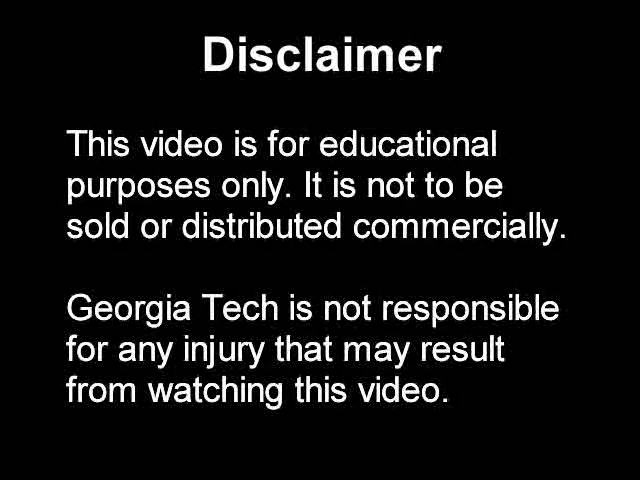 Disclaimer
This video is for educational
purposes only. It is not to be
sold or distributed commercially.
Georgia Tech is not responsible
for any injury that may result
from watching this video.